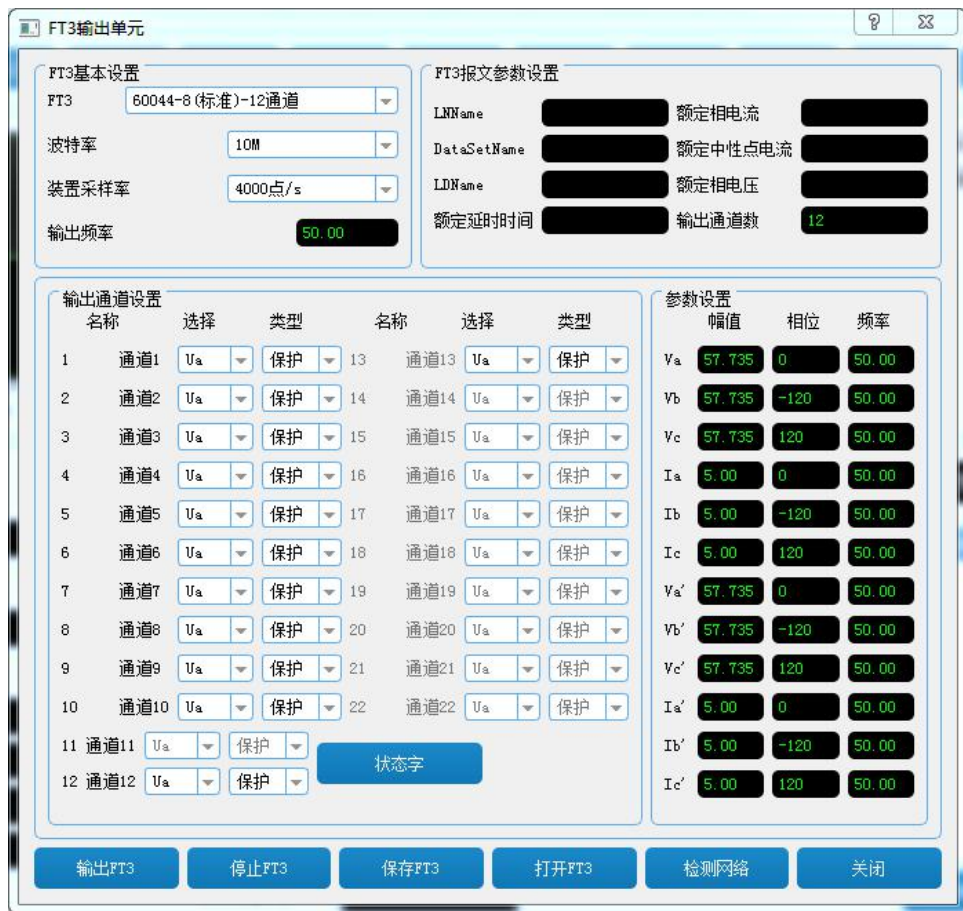 FT3输出单元
FT3基本设置
FT3 60044-8(标准)-12通道
波特率 10M
装置采样率 4000点/s
输出频率 50.00
FT3报文参数设置
LNName 额定相电流
DataSetName 额定中性点电流
LDName 额定相电压
额定延时时间 输出通道数 12
输出通道设置
名称 选择 类型 名称 选择 类型
1 通道1 Ua 保护 13 通道13 Ua 保护
2 通道2 Ua 保护 14 通道14 Ua 保护
3 通道3 Ua 保护 15 通道15 Ua 保护
4 通道4 Ua 保护 16 通道16 Ua 保护
5 通道5 Ua 保护 17 通道17 Ua 保护
6 通道6 Ua 保护 18 通道18 Ua 保护
7 通道7 Ua 保护 19 通道19 Ua 保护
8 通道8 Ua 保护 20 通道20 Ua 保护
9 通道9 Ua 保护 21 通道21 Ua 保护
10 通道10 Ua 保护 22 通道22 Ua 保护
11 通道11 Ua 保护
12 通道12 Ua 保护
状态字
参数设置
幅值 相位 频率
Va 57.735 0 50.00
Vb 57.735 -120 50.00
Vc 57.735 120 50.00
Ia 5.00 0 50.00
Ib 5.00 -120 50.00
Ic 5.00 120 50.00
Va' 57.735 0 50.00
Vb' 57.735 -120 50.00
Vc' 57.735 120 50.00
Ia' 5.00 0 50.00
Ib' 5.00 -120 50.00
Ic' 5.00 120 50.00
输出FT3 停止FT3 保存FT3 打开FT3 检测网络 关闭